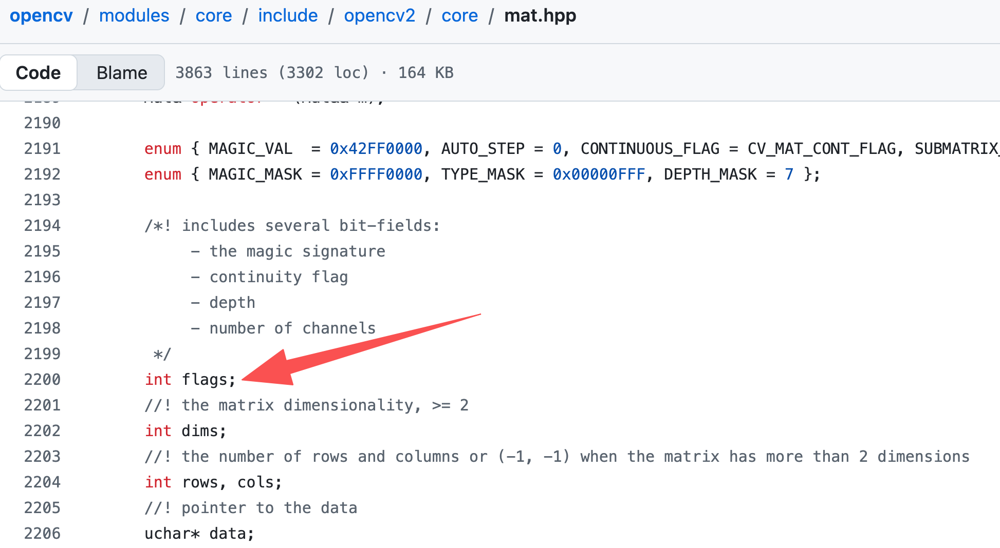 opencv / modules / core / include / opencv2 / core / mat.hpp
Code Blame 3863 lines (3302 loc) · 164 KB
2190
2191 enum { MAGIC_VAL  = 0x42FF0000, AUTO_STEP = 0, CONTINUOUS_FLAG = CV_MAT_CONT_FLAG, SUBMATRIX_
2192 enum { MAGIC_MASK = 0xFFFF0000, TYPE_MASK = 0x00000FFF, DEPTH_MASK = 7 };
2193
2194 /*! includes several bit-fields:
2195 - the magic signature
2196 - continuity flag
2197 - depth
2198 - number of channels
2199 */
2200 int flags;
2201 //! the matrix dimensionality, >= 2
2202 int dims;
2203 //! the number of rows and columns or (-1, -1) when the matrix has more than 2 dimensions
2204 int rows, cols;
2205 //! pointer to the data
2206 uchar* data;